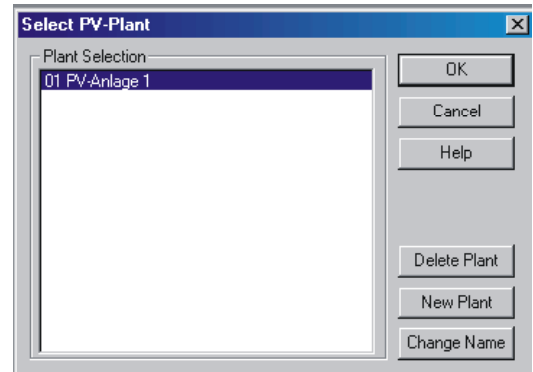 Select PV-Plant
Plant Selection
01 PV-Anlage 1
OK
Cancel
Help
Delete Plant
New Plant
Change Name